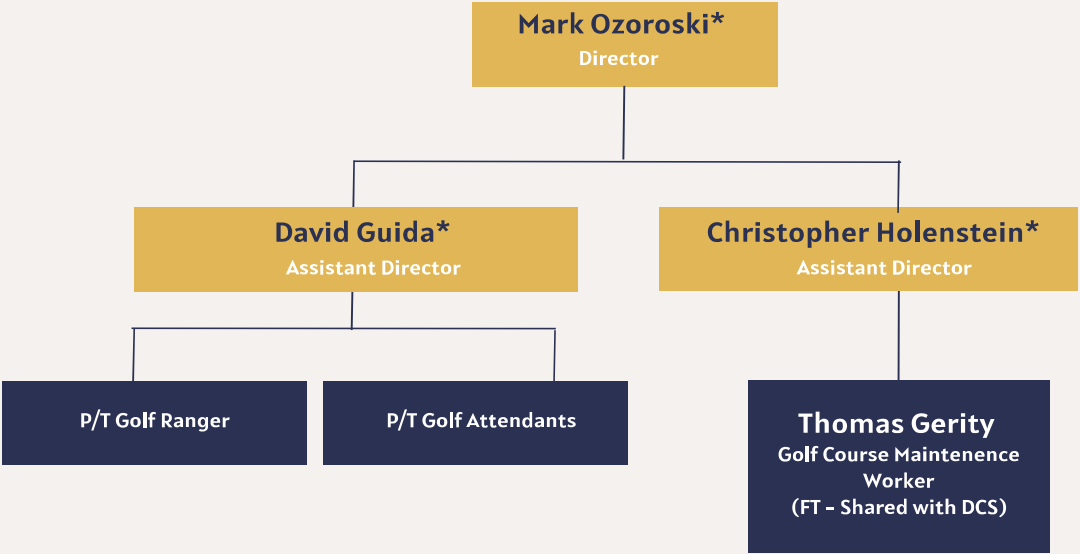 Mark Ozoroski*
Director
David Guida*
Assistant Director
Christopher Holenstein*
Assistant Director
P/T Golf Ranger
P/T Golf Attendants
Thomas Gerity
Golf Course Maintenence
Worker
(FT - Shared with DCS)